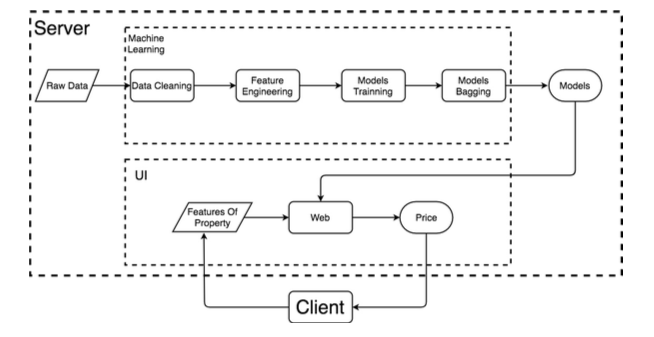 Server
Machine
Learning
Raw Data
Data Cleaning
Feature
Engineering
Models
Trainning
Models
Bagging
Models
UI
Features Of
Property
Web
Price
Client